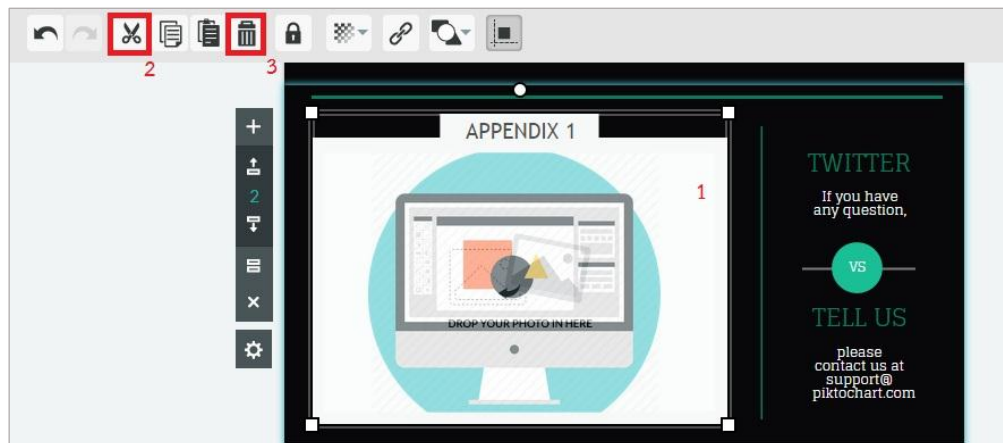 2
3
APPENDIX 1
1
2
DROP YOUR PHOTO IN HERE
TWITTER
If you have
any question,
VS
TELL US
please
contact us at
support@
piktochart.com